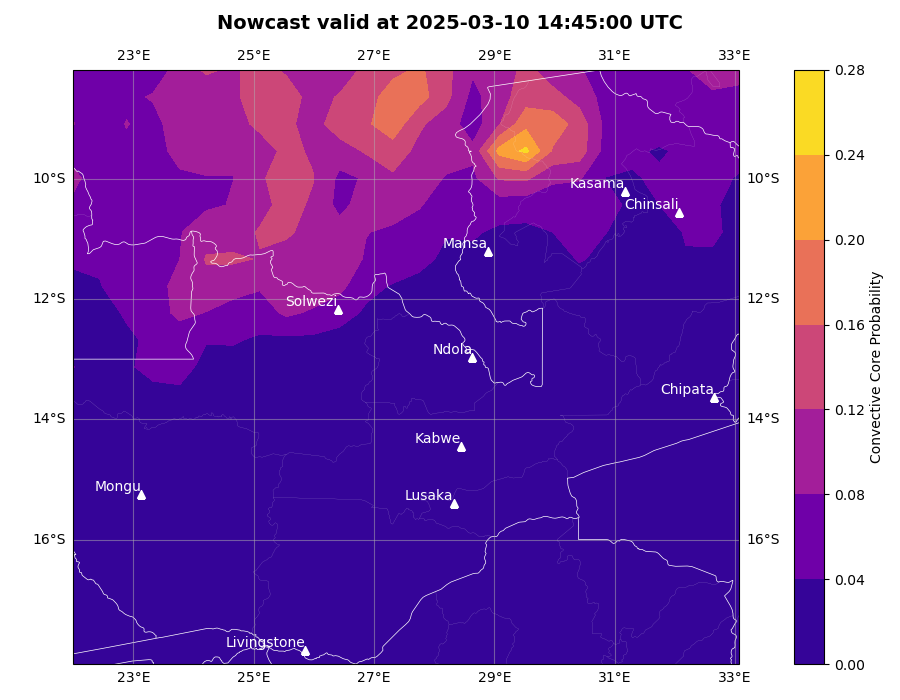 Nowcast valid at 2025-03-10 14:45:00 UTC
23°E 25°E 27°E 29°E 31°E 33°E
0.28
0.24
0.20
0.16
0.12
0.08
0.04
0.00
Convective Core Probability
10°S 10°S
12°S 12°S
14°S 14°S
16°S 16°S
Kasama
Chinsali
Mansa
Solwezi
Ndola
Chipata
Kabwe
Mongu
Lusaka
Livingstone
23°E 25°E 27°E 29°E 31°E 33°E